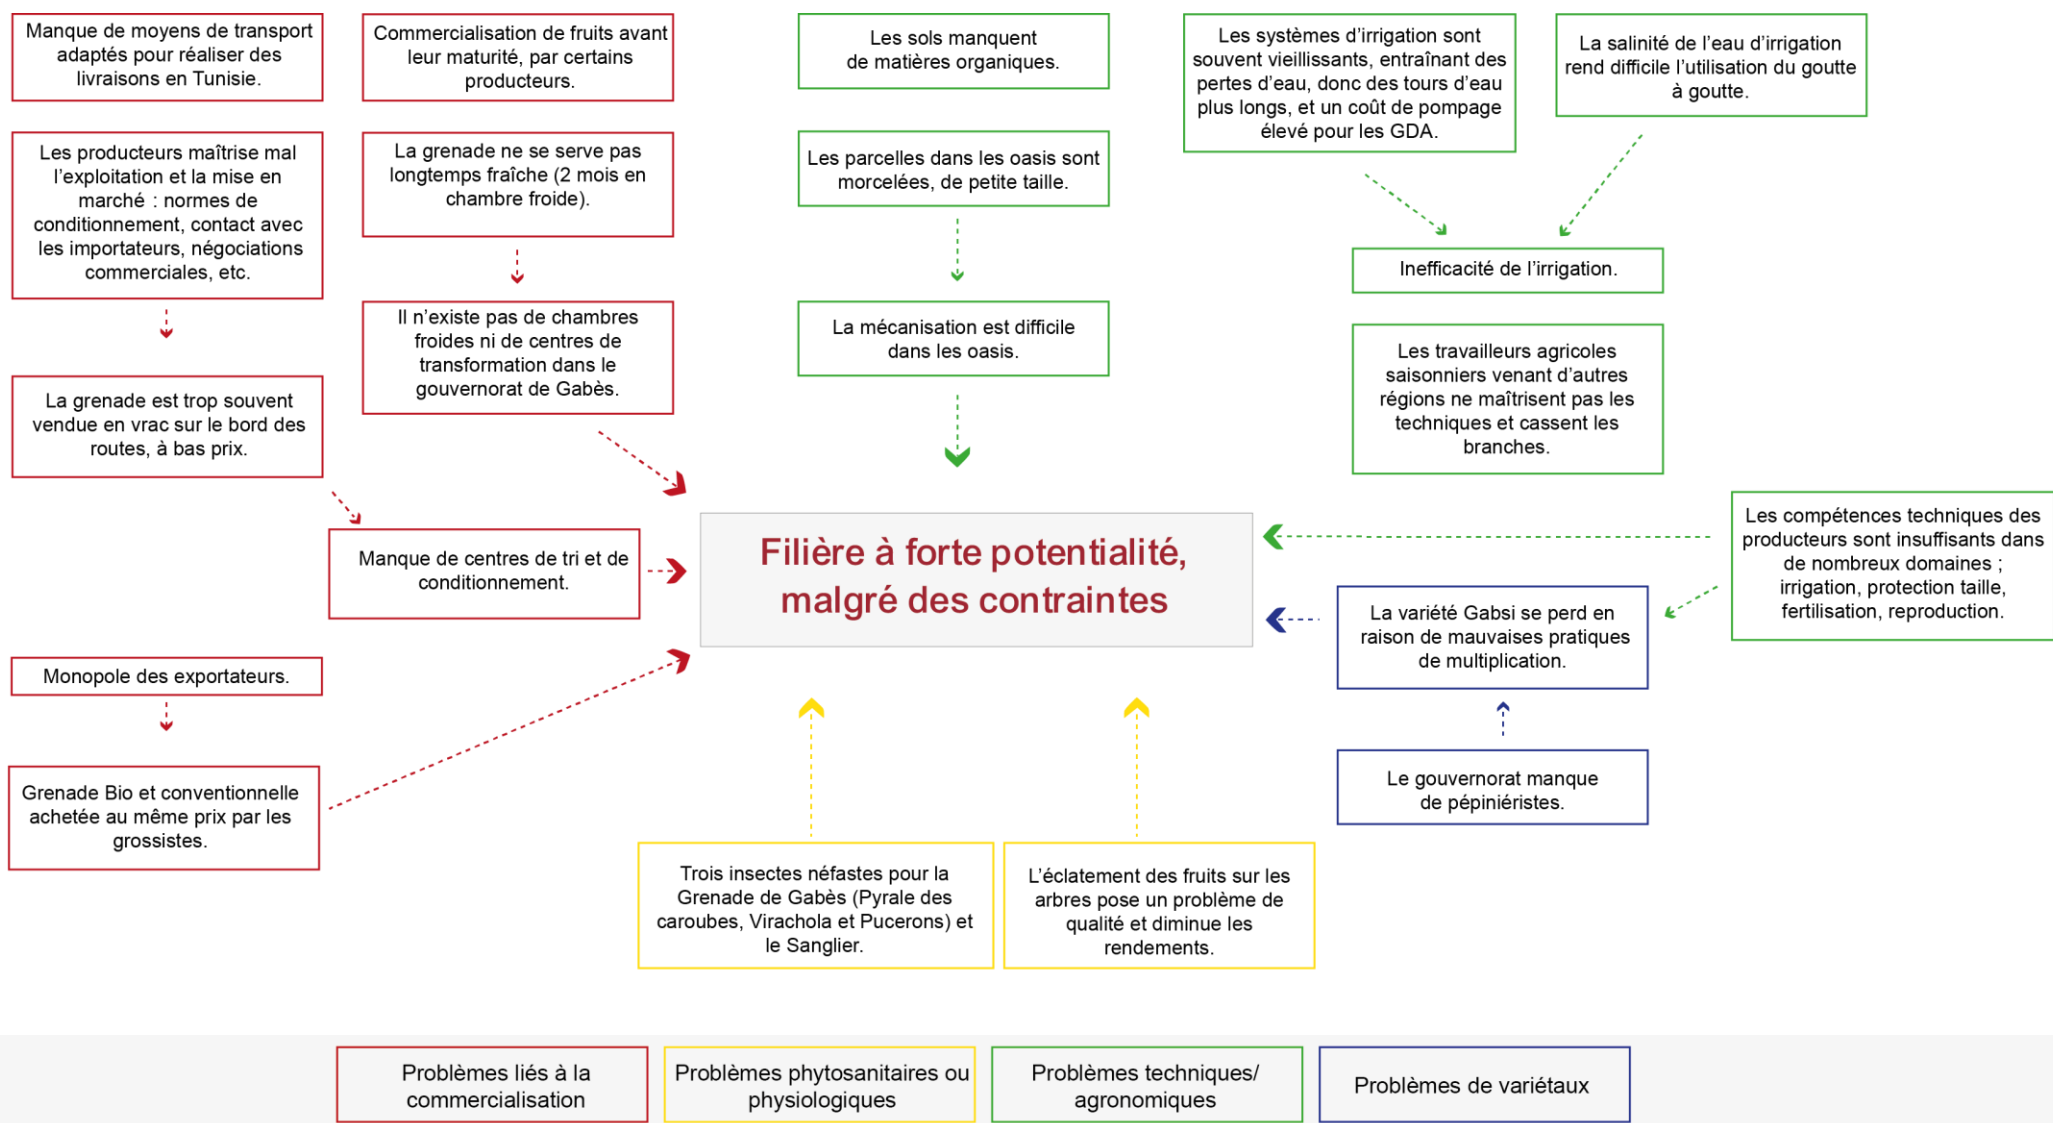 Manque de moyens de transport
adaptés pour réaliser des
livraisons en Tunisie.
Commercialisation de fruits avant
leur maturité, par certains
producteurs.
Les sols manquent
de matières organiques.
Les systèmes d'irrigation sont
souvent vieillissants, entraînant des
pertes d'eau, donc des tours d'eau
plus longs, et un coût de pompage
élevé pour les GDA.
La salinité de l'eau d'irrigation
rend difficile l'utilisation du goutte
à goutte.
Les producteurs maîtrise mal
l'exploitation et la mise en
marché : normes de
conditionnement, contact avec
les importateurs, négociations
commerciales, etc.
La grenade ne se serve pas
longtemps fraîche (2 mois en
chambre froide).
Les parcelles dans les oasis sont
morcelées, de petite taille.
Inefficacité de l'irrigation.
Il n'existe pas de chambres
froides ni de centres de
transformation dans le
gouvernorat de Gabès.
La mécanisation est difficile
dans les oasis.
Les travailleurs agricoles
saisonniers venant d'autres
régions ne maîtrisent pas les
techniques et cassent les
branches.
La grenade est trop souvent
vendue en vrac sur le bord des
routes, à bas prix.
Manque de centres de tri et de
conditionnement.
Filière à forte potentialité,
malgré des contraintes
Les compétences techniques des
producteurs sont insuffisants dans
de nombreux domaines ;
irrigation, protection taille,
fertilisation, reproduction.
La variété Gabsi se perd en
raison de mauvaises pratiques
de multiplication.
Monopole des exportateurs.
Grenade Bio et conventionnelle
achetée au même prix par les
grossistes.
Le gouvernorat manque
de pépiniéristes.
Trois insectes néfastes pour la
Grenade de Gabès (Pyrale des
caroubes, Virachola et Pucerons) et
le Sanglier.
L'éclatement des fruits sur les
arbres pose un problème de
qualité et diminue les
rendements.
Problèmes liés à la
commercialisation
Problèmes phytosanitaires ou
physiologiques
Problèmes techniques/
agronomiques
Problèmes de variétaux